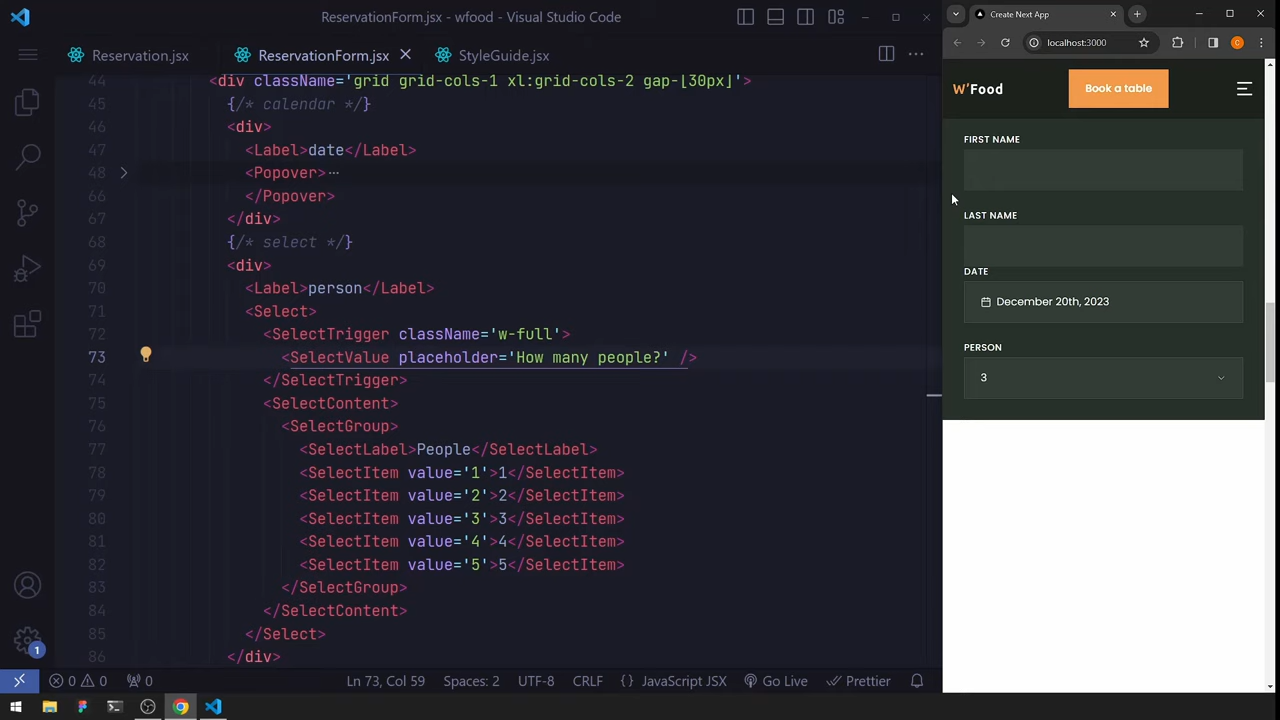 ReservationForm.jsx - wfood - Visual Studio Code
Reservation.jsx
ReservationForm.jsx
StyleGuide.jsx
44 <div className='grid grid-cols-1 xl:grid-cols-2 gap-[30px]'>
45 {/* calendar */}
46 <div>
47 <Label>date</Label>
48 <Popover>⋯
66 </Popover>
67 </div>
68 {/* select */}
69 <div>
70 <Label>person</Label>
71 <Select>
72 <SelectTrigger className='w-full'>
73 <SelectValue placeholder='How many people?' />
74 </SelectTrigger>
75 <SelectContent>
76 <SelectGroup>
77 <SelectLabel>People</SelectLabel>
78 <SelectItem value='1'>1</SelectItem>
79 <SelectItem value='2'>2</SelectItem>
80 <SelectItem value='3'>3</SelectItem>
81 <SelectItem value='4'>4</SelectItem>
82 <SelectItem value='5'>5</SelectItem>
83 </SelectGroup>
84 </SelectContent>
85 </Select>
86 </div>
1
0 0 0
Ln 73, Col 59
Spaces: 2
UTF-8
CRLF
{} JavaScript JSX
Go Live
Prettier
Create Next App
localhost:3000
C
W'Food
Book a table
FIRST NAME
LAST NAME
DATE
December 20th, 2023
PERSON
3